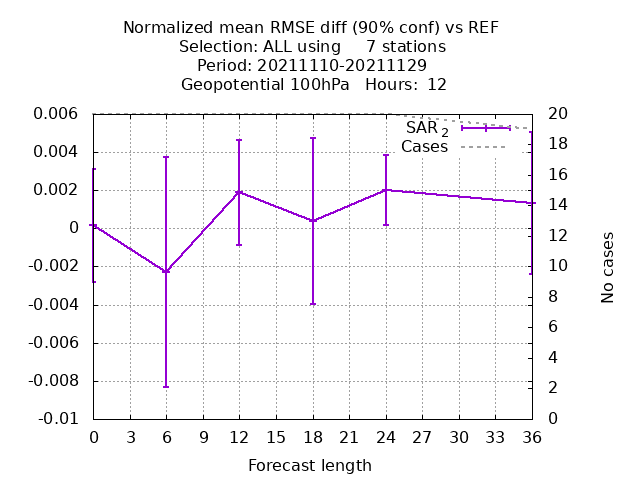 Normalized mean RMSE diff (90% conf) vs REF
Selection: ALL using     7 stations
Period: 20211110-20211129
Geopotential 100hPa   Hours:  12
0.006
0.004
0.002
0
-0.002
-0.004
-0.006
-0.008
-0.01
SAR 2
Cases
20
18
16
14
12
10
8
6
4
2
0
No cases
0 3 6 9 12 15 18 21 24 27 30 33 36
Forecast length